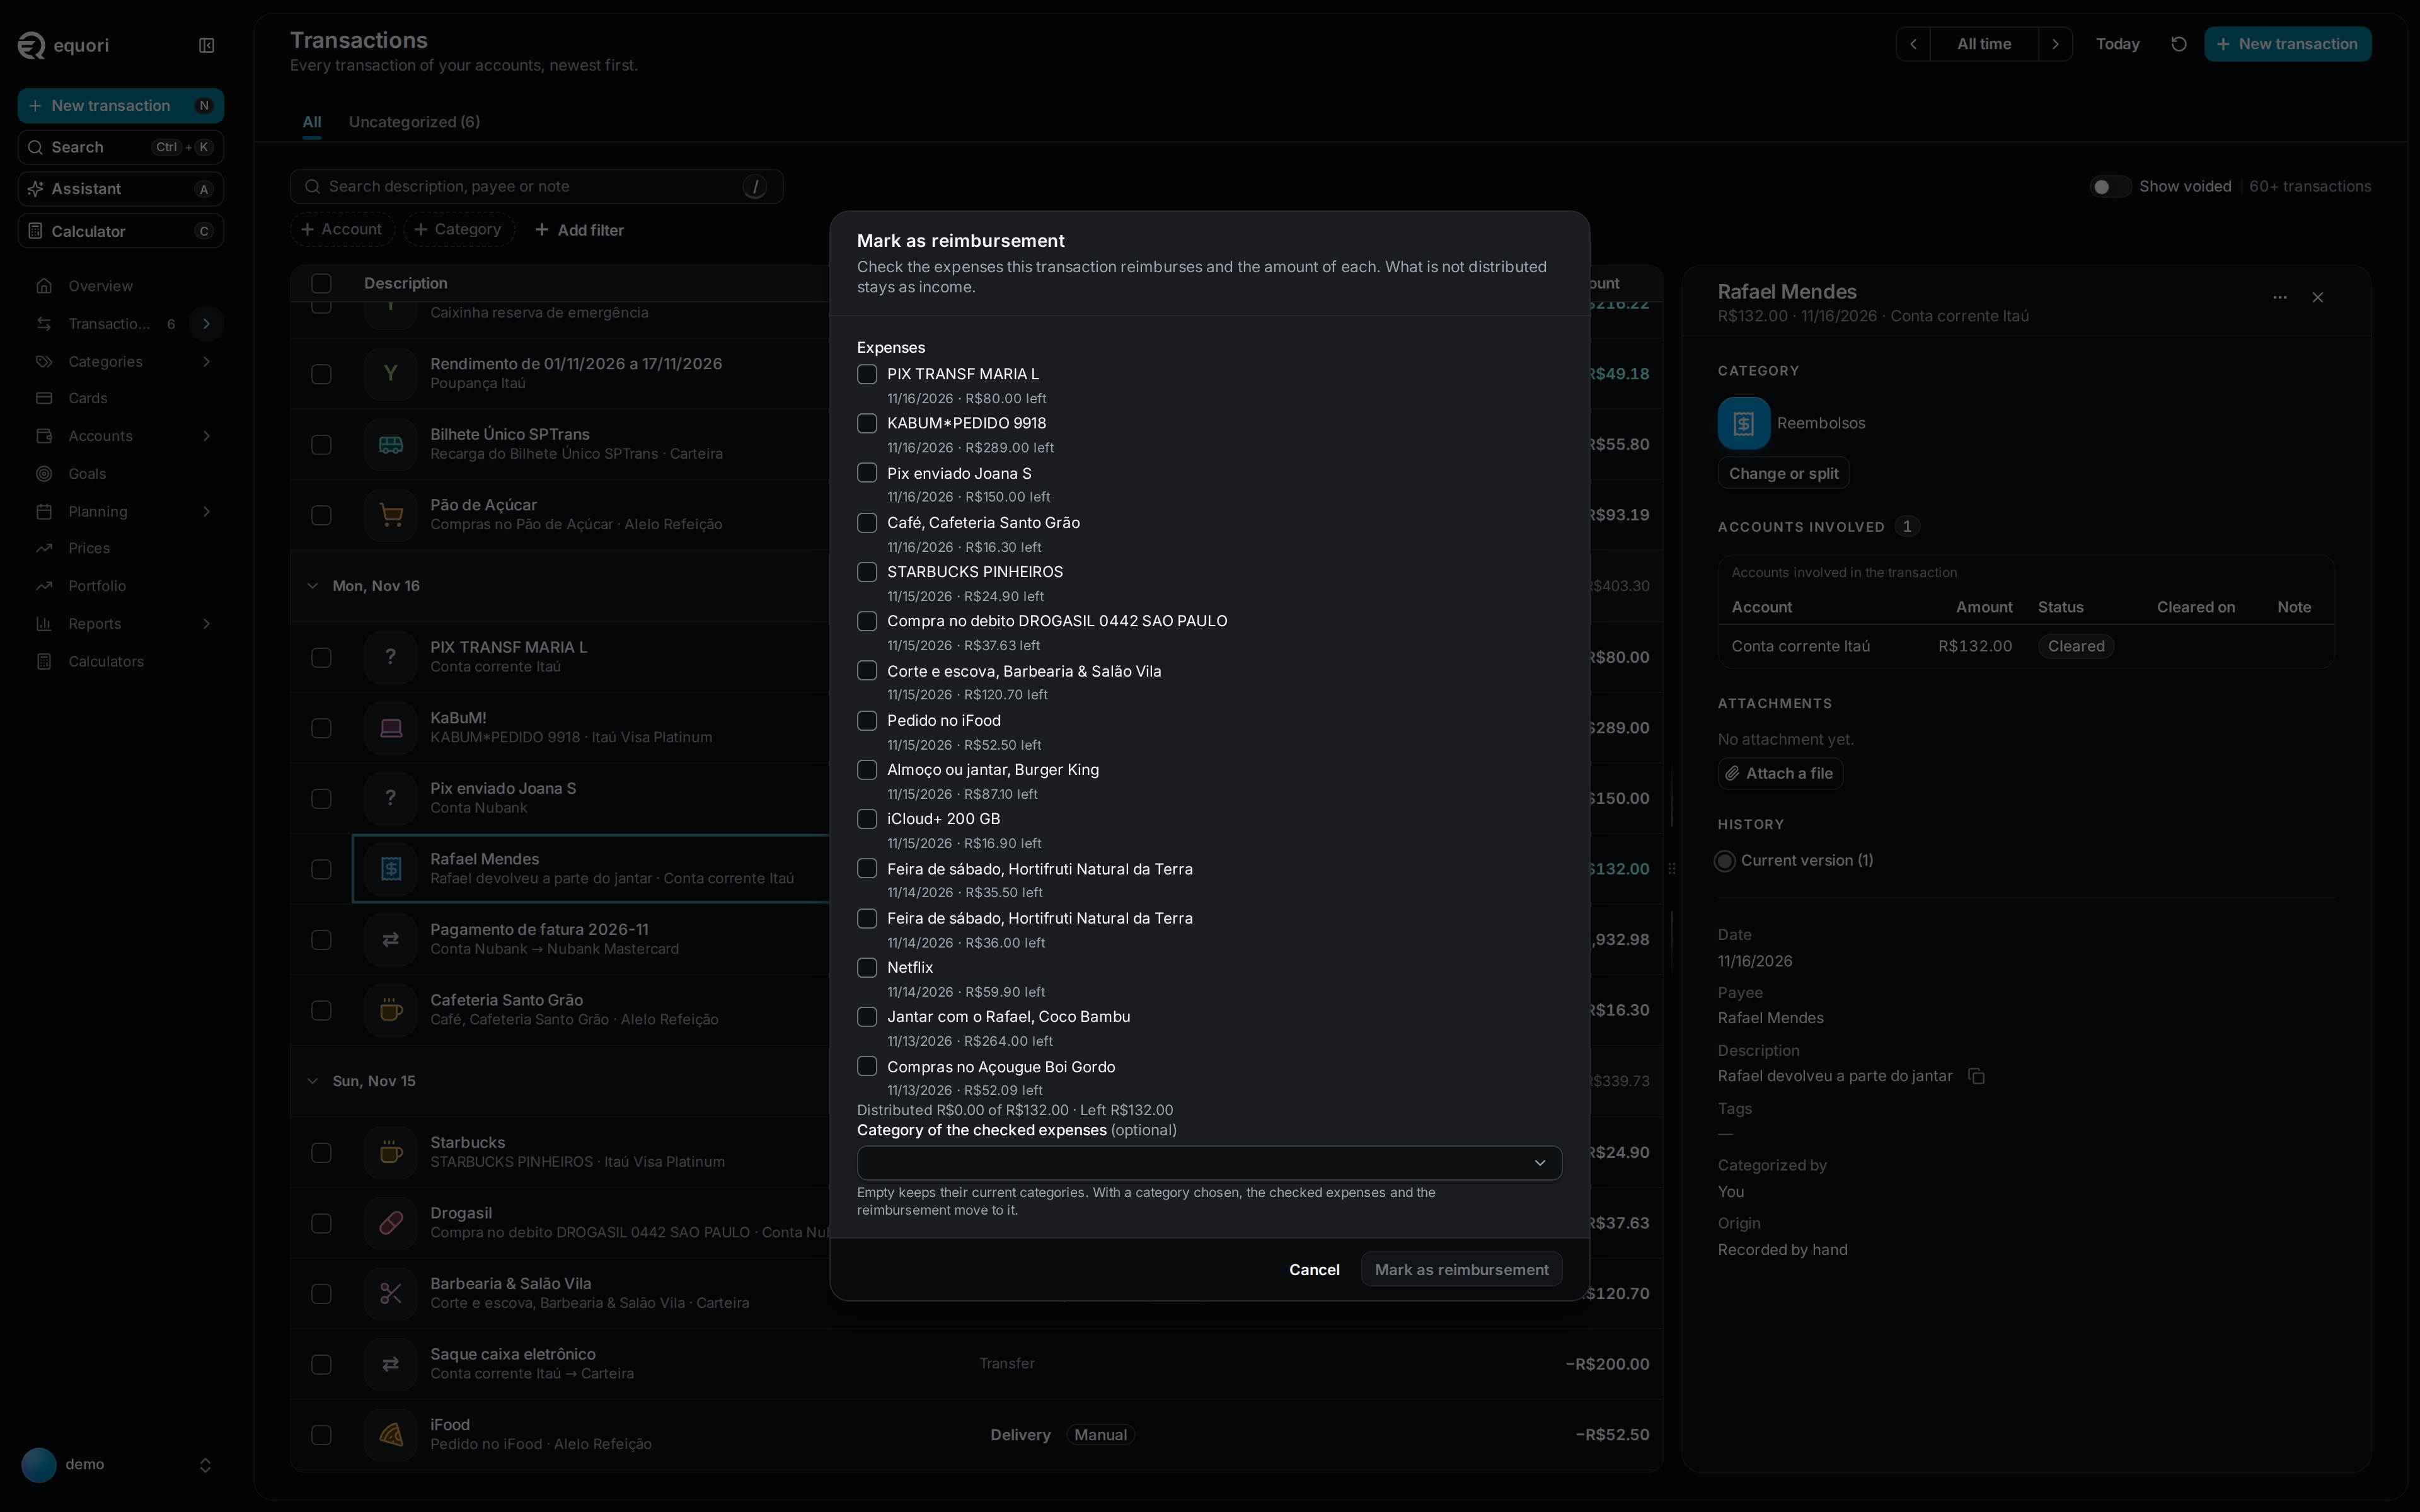 equori
New transaction N
Search Ctrl + K
Assistant A
Calculator C
Overview
Transactio... 6
Categories
Cards
Accounts
Goals
Planning
Prices
Portfolio
Reports
Calculators
demo
Transactions
Every transaction of your accounts, newest first.
All time
Today
New transaction
All
Uncategorized (6)
Search description, payee or note /
Show voided
60+ transactions
Account
Category
Add filter
Description
Caixinha reserva de emergência
Y
Rendimento de 01/11/2026 a 17/11/2026
Poupança Itaú
R$49.18
Bilhete Único SPTrans
Recarga do Bilhete Único SPTrans · Carteira
R$55.80
Pão de Açúcar
Compras no Pão de Açúcar · Alelo Refeição
R$93.19
Mon, Nov 16
R$403.30
?
PIX TRANSF MARIA L
Conta corrente Itaú
R$80.00
KaBuM!
KABUM*PEDIDO 9918 · Itaú Visa Platinum
$289.00
?
Pix enviado Joana S
Conta Nubank
$150.00
Rafael Mendes
Rafael devolveu a parte do jantar · Conta corrente Itaú
$132.00
Pagamento de fatura 2026-11
Conta Nubank → Nubank Mastercard
,932.98
Cafeteria Santo Grão
Café, Cafeteria Santo Grão · Alelo Refeição
R$16.30
Sun, Nov 15
R$339.73
Starbucks
STARBUCKS PINHEIROS · Itaú Visa Platinum
R$24.90
Drogasil
Compra no debito DROGASIL 0442 SAO PAULO · Conta Nu
R$37.63
Barbearia & Salão Vila
Corte e escova, Barbearia & Salão Vila · Carteira
$120.70
Saque caixa eletrônico
Conta corrente Itaú → Carteira
Transfer
−R$200.00
iFood
Pedido no iFood · Alelo Refeição
Delivery
Manual
−R$52.50
Mark as reimbursement
Check the expenses this transaction reimburses and the amount of each. What is not distributed
stays as income.
Expenses
PIX TRANSF MARIA L
11/16/2026 · R$80.00 left
KABUM*PEDIDO 9918
11/16/2026 · R$289.00 left
Pix enviado Joana S
11/16/2026 · R$150.00 left
Café, Cafeteria Santo Grão
11/16/2026 · R$16.30 left
STARBUCKS PINHEIROS
11/15/2026 · R$24.90 left
Compra no debito DROGASIL 0442 SAO PAULO
11/15/2026 · R$37.63 left
Corte e escova, Barbearia & Salão Vila
11/15/2026 · R$120.70 left
Pedido no iFood
11/15/2026 · R$52.50 left
Almoço ou jantar, Burger King
11/15/2026 · R$87.10 left
iCloud+ 200 GB
11/15/2026 · R$16.90 left
Feira de sábado, Hortifruti Natural da Terra
11/14/2026 · R$35.50 left
Feira de sábado, Hortifruti Natural da Terra
11/14/2026 · R$36.00 left
Netflix
11/14/2026 · R$59.90 left
Jantar com o Rafael, Coco Bambu
11/13/2026 · R$264.00 left
Compras no Açougue Boi Gordo
11/13/2026 · R$52.09 left
Distributed R$0.00 of R$132.00 · Left R$132.00
Category of the checked expenses (optional)
Empty keeps their current categories. With a category chosen, the checked expenses and the
reimbursement move to it.
Cancel
Mark as reimbursement
Rafael Mendes
R$132.00 · 11/16/2026 · Conta corrente Itaú
CATEGORY
Reembolsos
Change or split
ACCOUNTS INVOLVED 1
Accounts involved in the transaction
Account Amount Status Cleared on Note
Conta corrente Itaú R$132.00 Cleared
ATTACHMENTS
No attachment yet.
Attach a file
HISTORY
Current version (1)
Date
11/16/2026
Payee
Rafael Mendes
Description
Rafael devolveu a parte do jantar
Tags
—
Categorized by
You
Origin
Recorded by hand